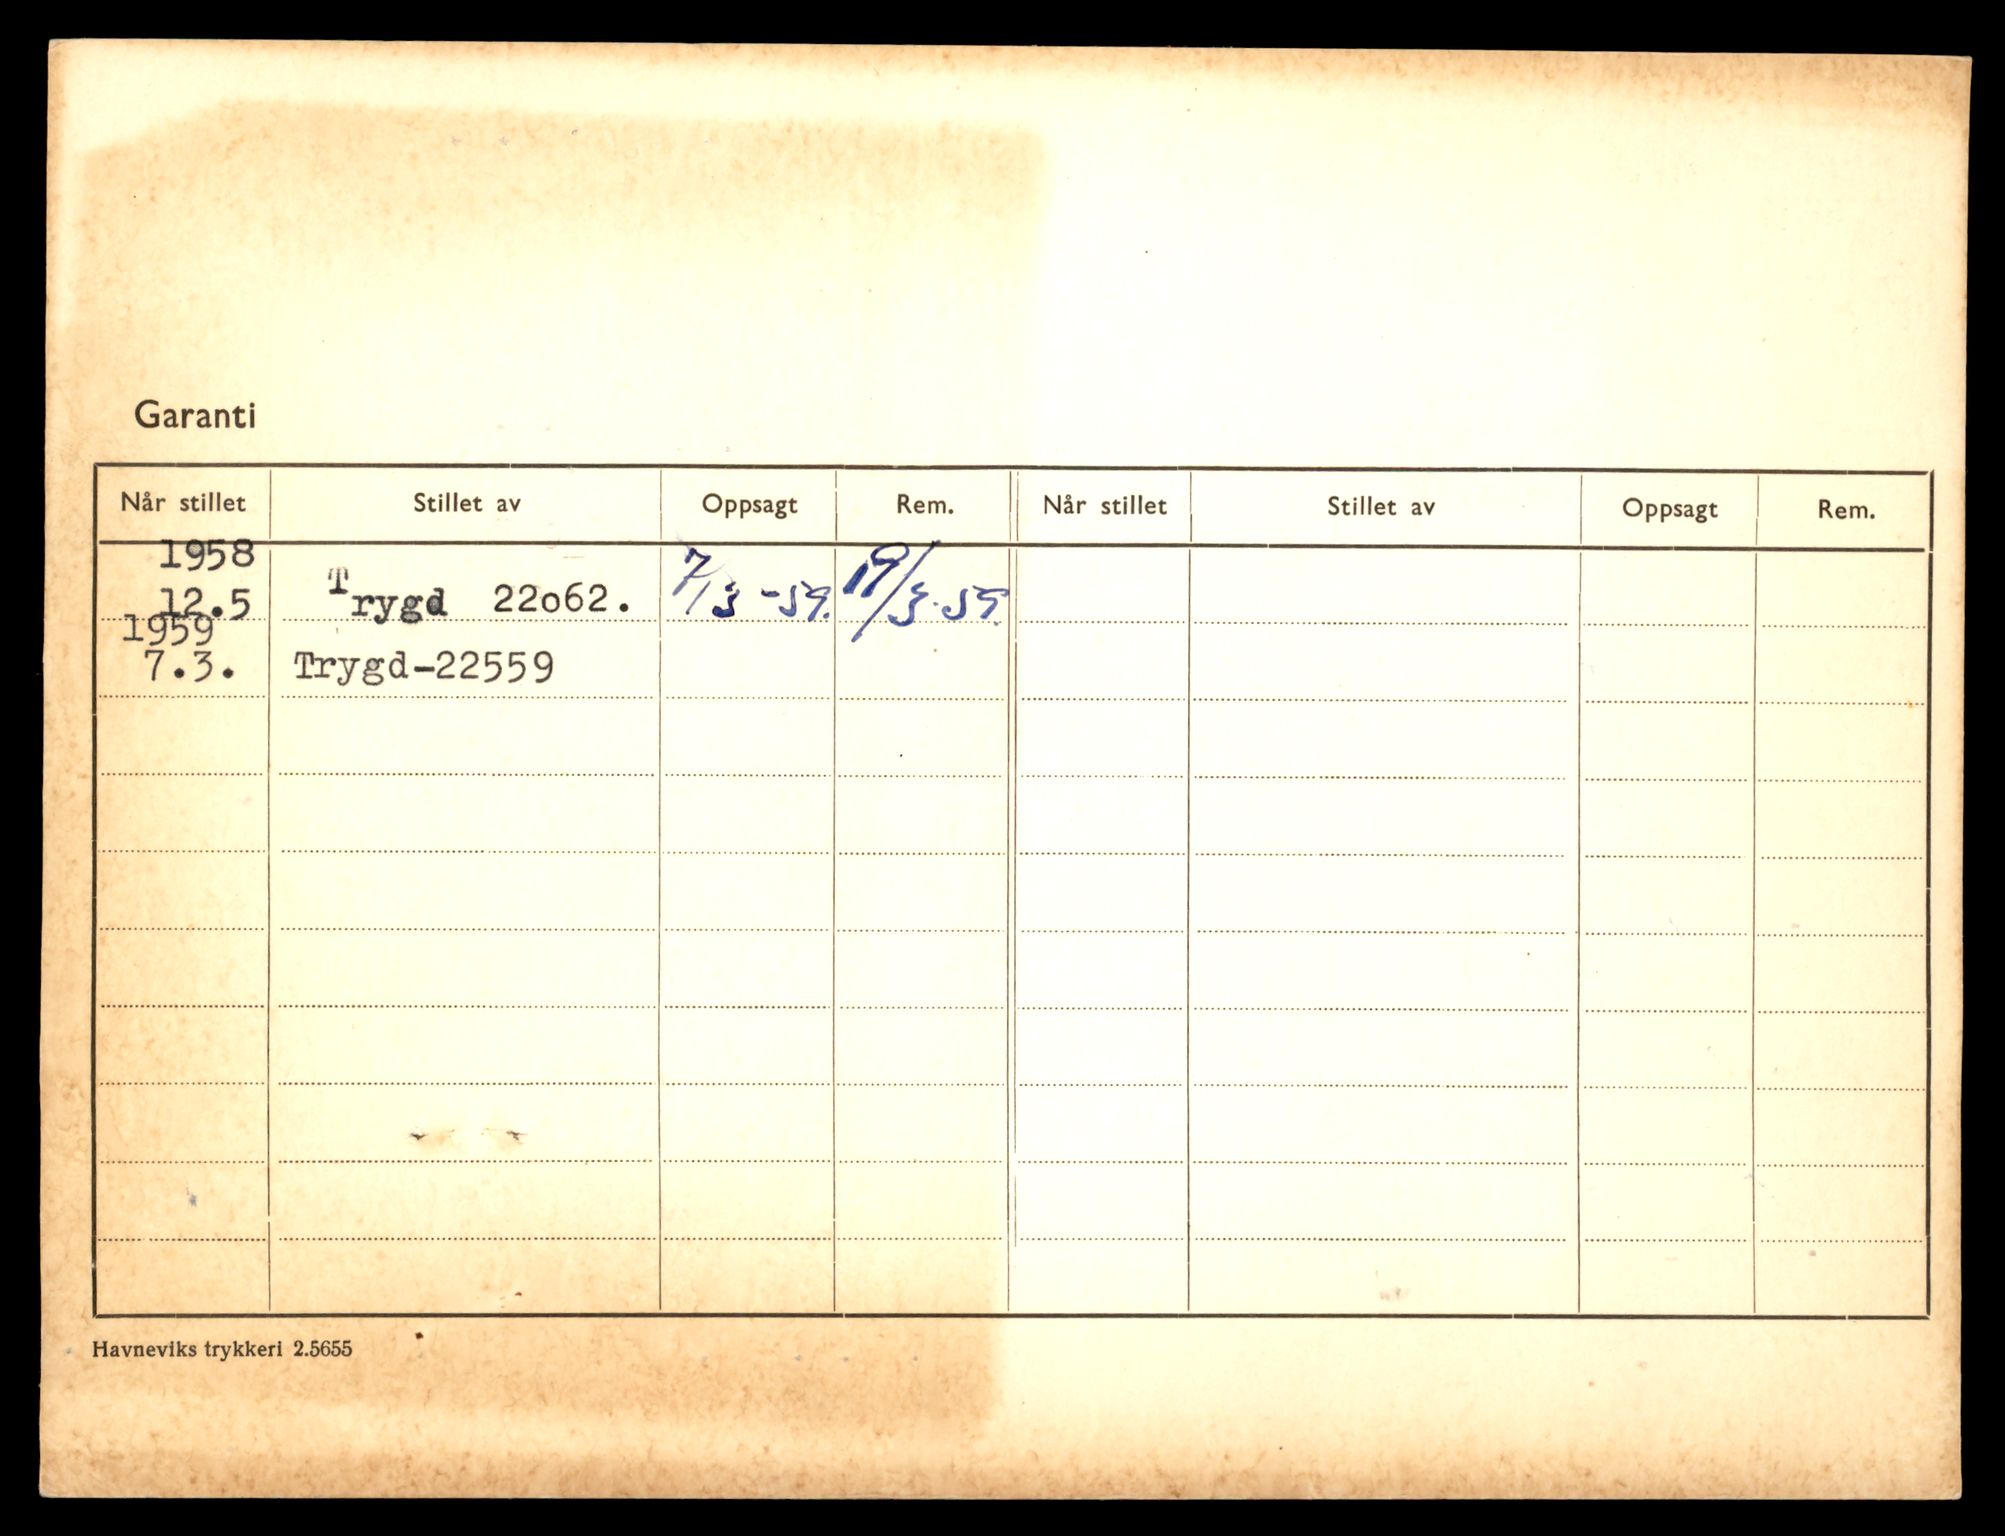 Garanti
Når stillet Stillet av Oppsagt Rem. Når stillet Stillet av Oppsagt Rem.
1958
12.5 Trygd 22o62. 7/3 -59. 19/3.59.
1959
7.3. Trygd-22559
Havneviks trykkeri 2.5655